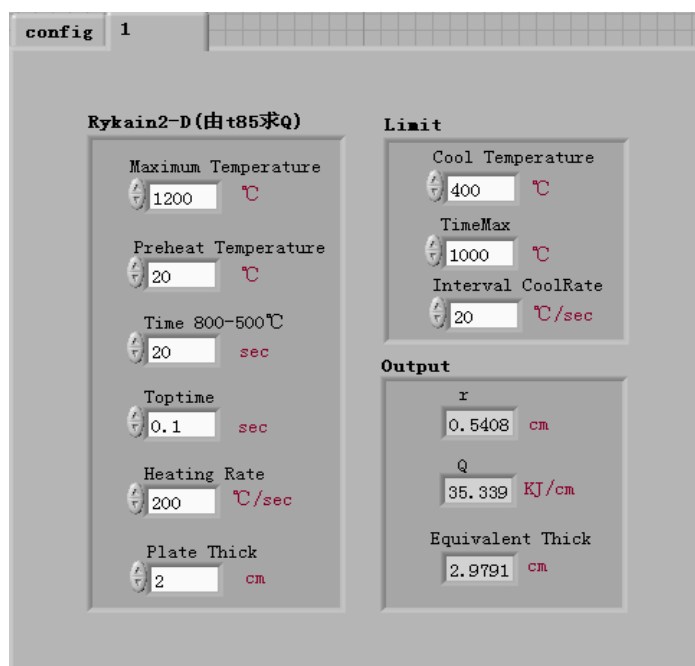 config
1
Rykain2-D(由t85求Q)
Maximum Temperature
1200 ℃
Preheat Temperature
20 ℃
Time 800-500℃
20 sec
Toptime
0.1 sec
Heating Rate
200 ℃/sec
Plate Thick
2 cm
Limit
Cool Temperature
400 ℃
TimeMax
1000 ℃
Interval CoolRate
20 ℃/sec
Output
r
0.5408 cm
Q
35.339 KJ/cm
Equivalent Thick
2.9791 cm